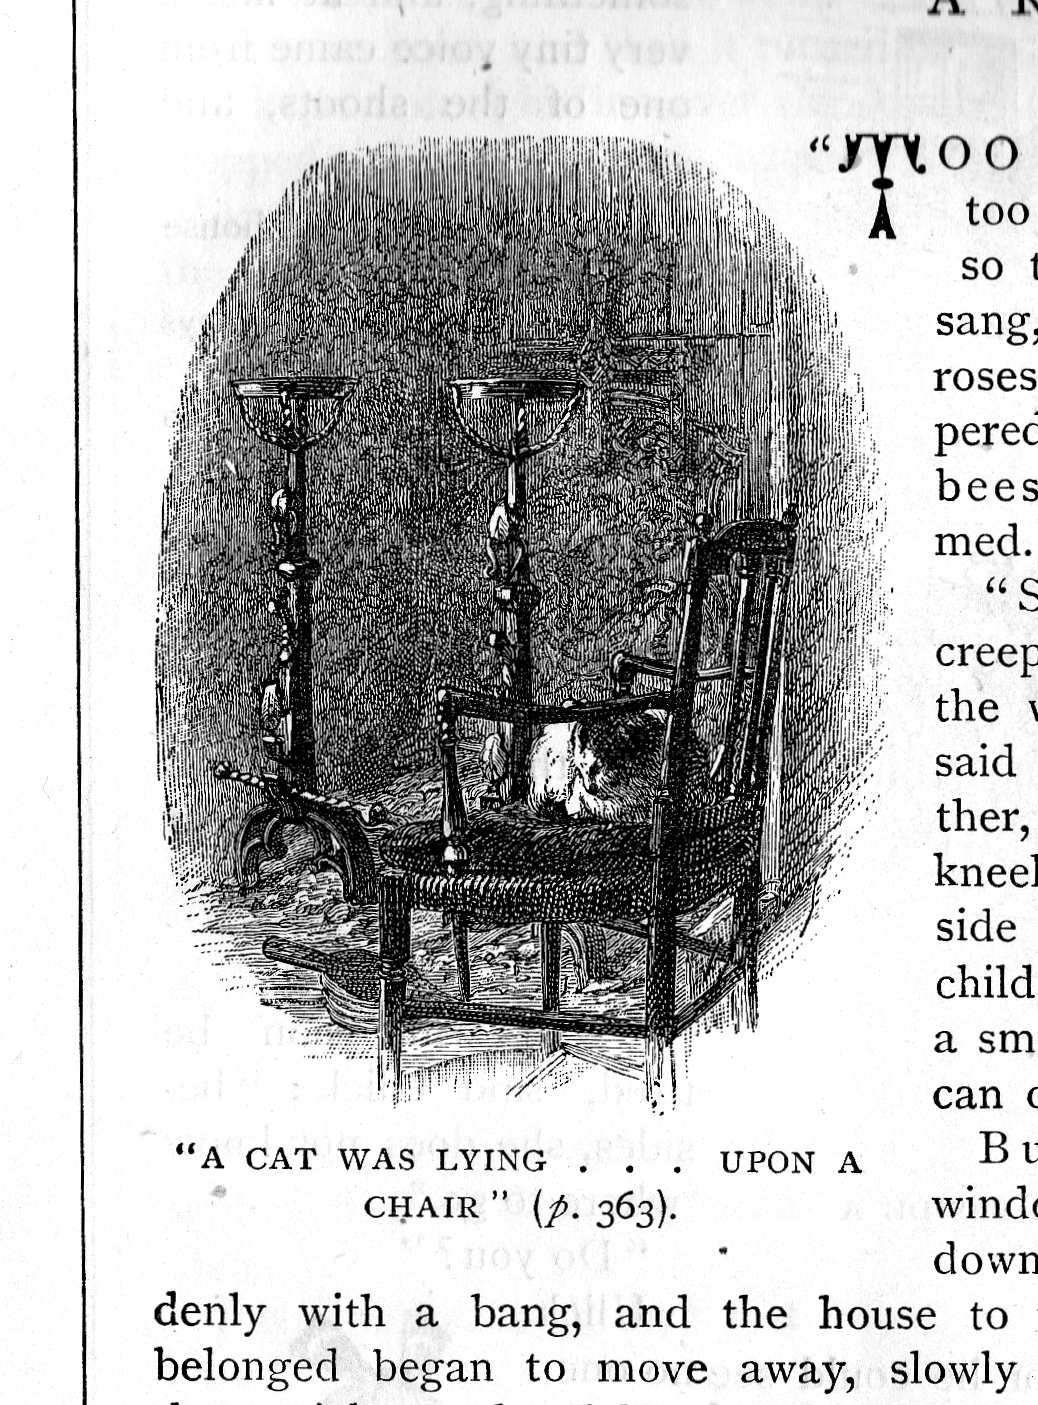 "A CAT WAS LYING . . . UPON A
CHAIR" (p. 363).
"TOO
too
so
sang,
roses
bees
med.
"S
creep
the
said
ther,
kneel
side
child
a sm
can
Bu
windo
down
denly with a bang, and the house to
belonged began to move away, slowly